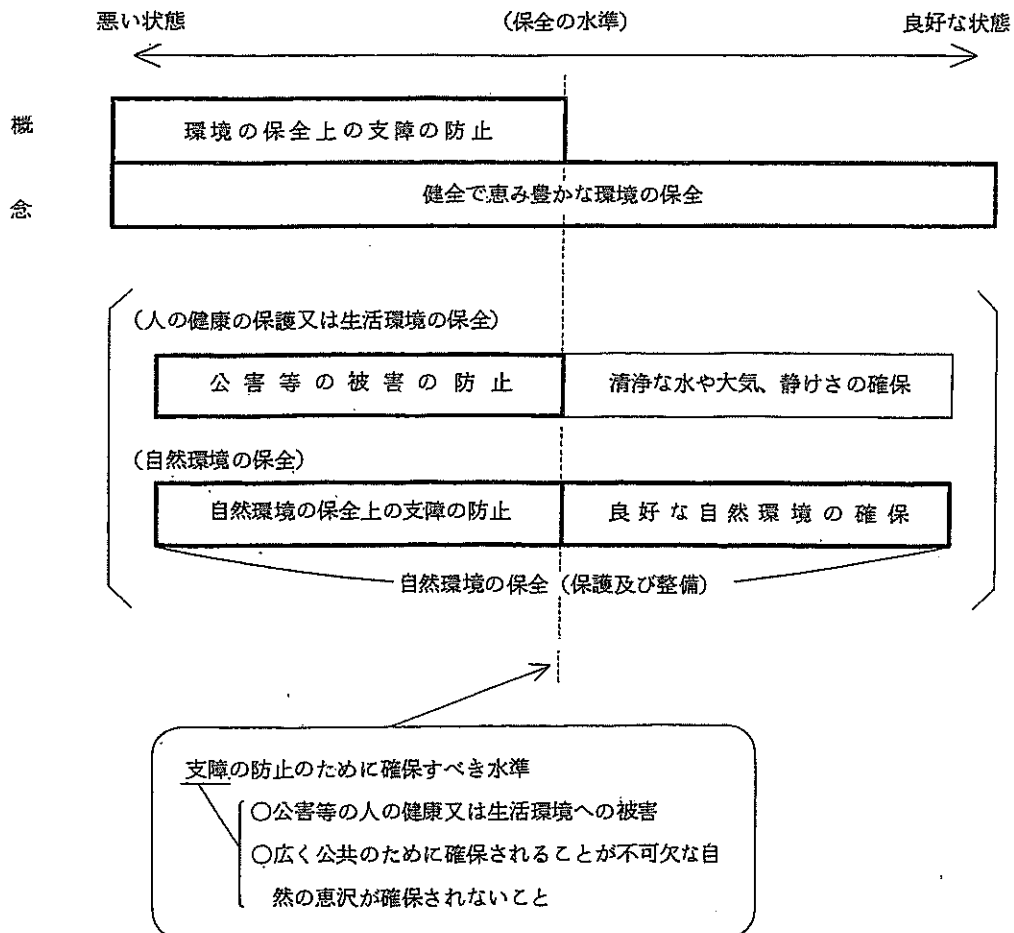 悪い状態 (保全の水準) 良好な状態
概念
環境の保全上の支障の防止
健全で恵み豊かな環境の保全
(人の健康の保護又は生活環境の保全)
公害等の被害の防止 清浄な水や大気、静けさの確保
(自然環境の保全)
自然環境の保全上の支障の防止 良好な自然環境の確保
自然環境の保全(保護及び整備)
支障の防止のために確保すべき水準
○公害等の人の健康又は生活環境への被害
○広く公共のために確保されることが不可欠な自
然の恵沢が確保されないこと